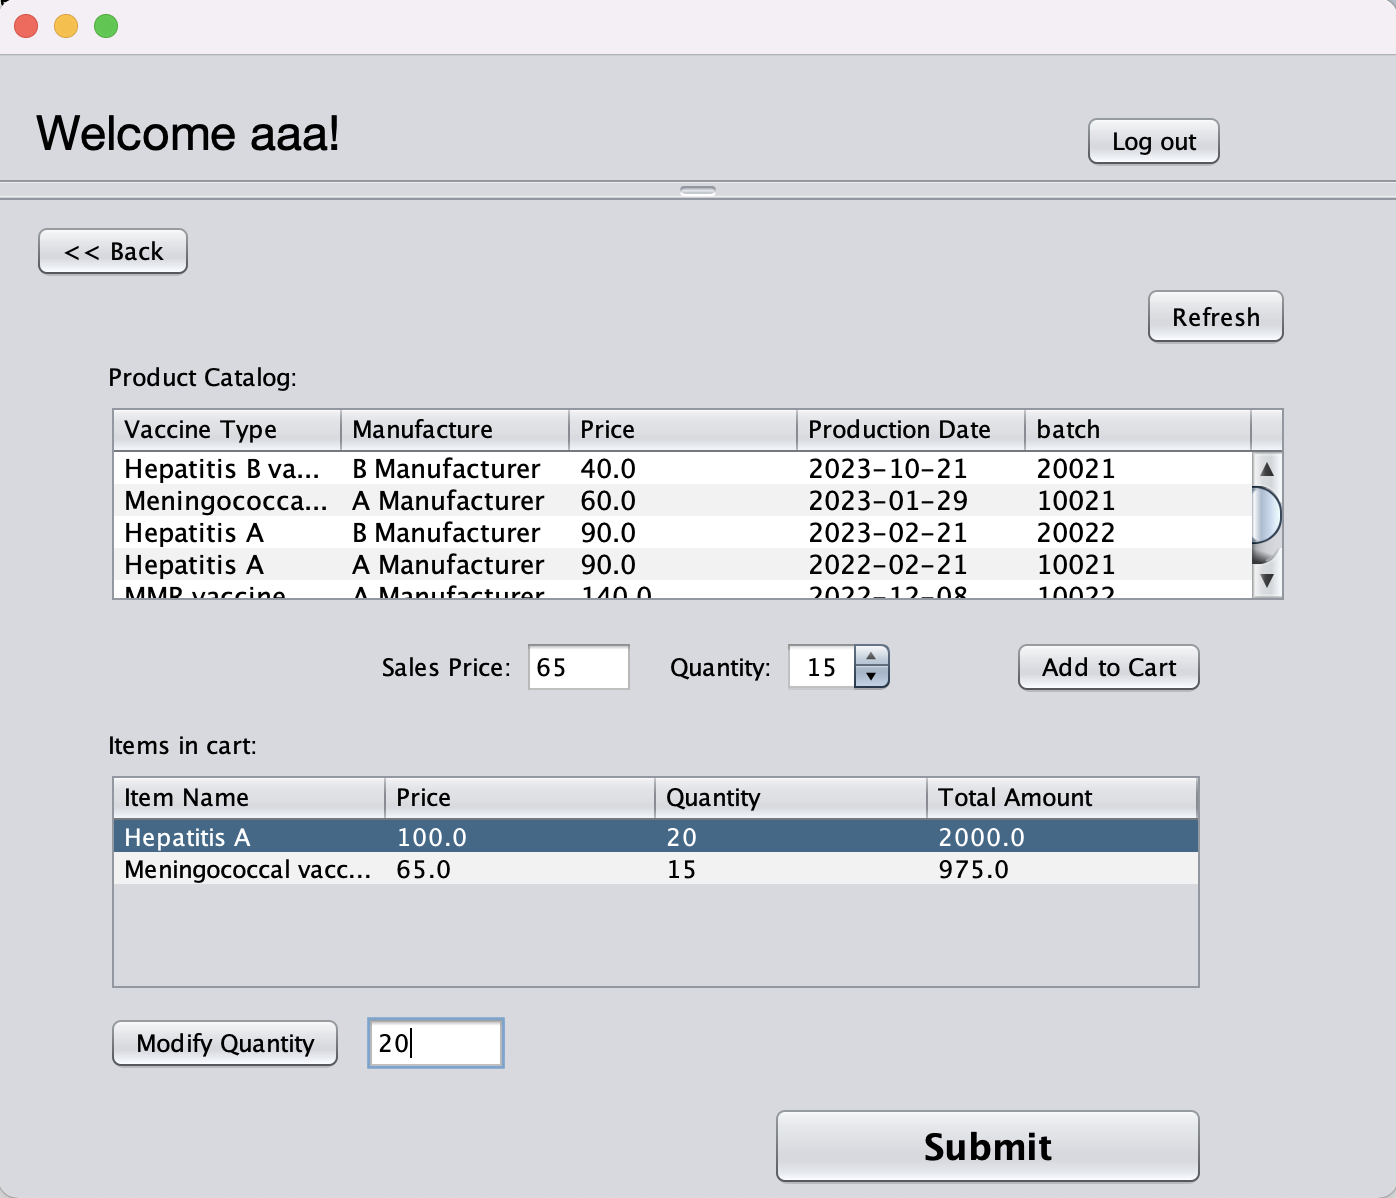 Welcome aaa!
Log out
<< Back
Refresh
Product Catalog:
Vaccine Type Manufacture Price Production Date batch
Hepatitis B va... B Manufacturer 40.0 2023-10-21 20021
Meningococca... A Manufacturer 60.0 2023-01-29 10021
Hepatitis A B Manufacturer 90.0 2023-02-21 20022
Hepatitis A A Manufacturer 90.0 2022-02-21 10021
MMR vaccine A Manufacturer 140.0 2022-12-08 10022
Sales Price: 65 Quantity: 15 Add to Cart
Items in cart:
Item Name Price Quantity Total Amount
Hepatitis A 100.0 20 2000.0
Meningococcal vacc... 65.0 15 975.0
Modify Quantity 20
Submit